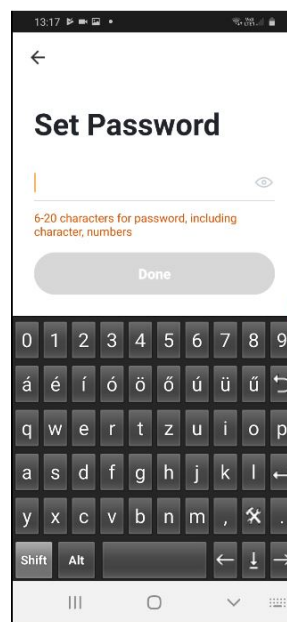 13:17
Set Password
6-20 characters for password, including
character, numbers
Done
0 1 2 3 4 5 6 7 8 9
á é í ó ö ő ú ü ű
q w e r t z u i o p
a s d f g h j k l
y x c v b n m , .
Shift Alt